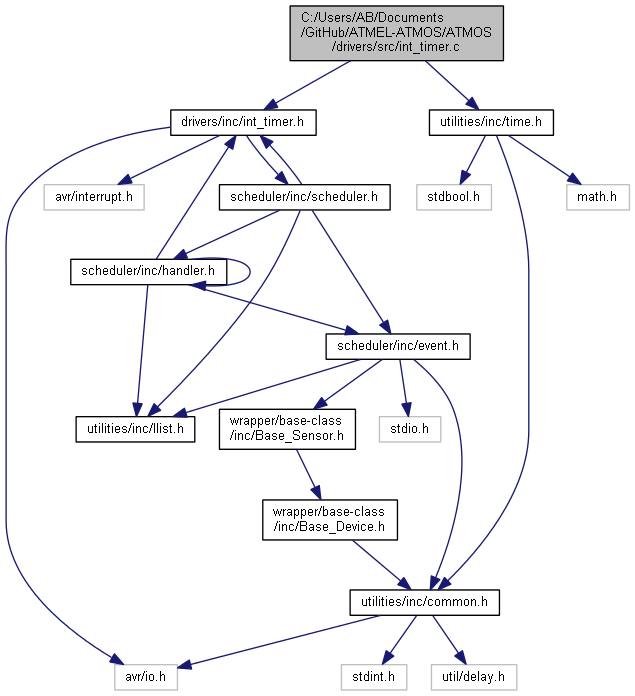 C:/Users/AB/Documents
/GitHub/ATMEL-ATMOS/ATMOS
/drivers/src/int_timer.c
drivers/inc/int_timer.h
utilities/inc/time.h
avr/interrupt.h
scheduler/inc/scheduler.h
stdbool.h
math.h
scheduler/inc/handler.h
scheduler/inc/event.h
utilities/inc/llist.h
wrapper/base-class
/inc/Base_Sensor.h
stdio.h
wrapper/base-class
/inc/Base_Device.h
utilities/inc/common.h
avr/io.h
stdint.h
util/delay.h